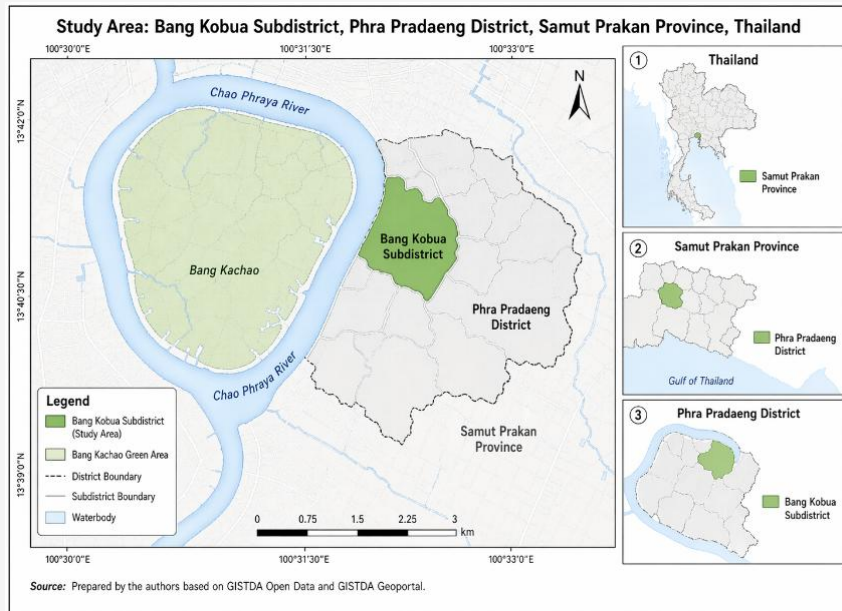 Study Area: Bang Kobua Subdistrict, Phra Pradaeng District, Samut Prakan Province, Thailand
100°30'0"E
100°31'30"E
100°33'0"E
13°42'0"N
13°40'30"N
13°39'0"N
Chao Phraya River
N
Bang Kachao
Bang Kobua
Subdistrict
Phra Pradaeng
District
Chao Phraya River
Samut Prakan
Province
Legend
Bang Kobua Subdistrict
(Study Area)
Bang Kachao Green Area
District Boundary
Subdistrict Boundary
Waterbody
0 0.75 1.5 2.25 3
km
100°30'0"E
100°31'30"E
100°33'0"E
1
Thailand
Samut Prakan
Province
2
Samut Prakan Province
Phra Pradaeng
District
Gulf of Thailand
3
Phra Pradaeng District
Bang Kobua
Subdistrict
Source: Prepared by the authors based on GISTDA Open Data and GISTDA Geoportal.